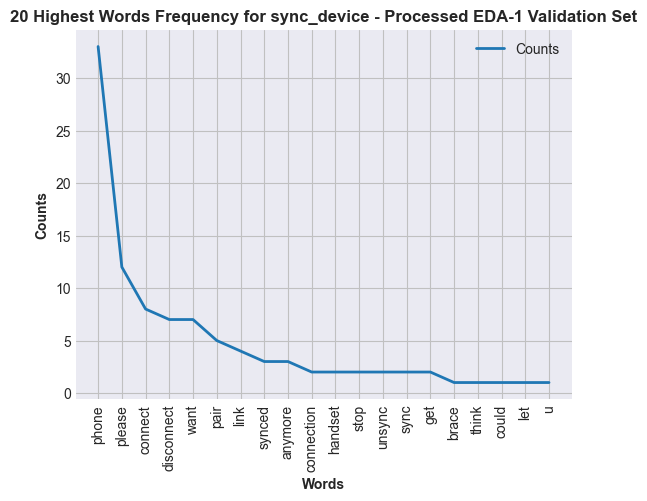 20 Highest Words Frequency for sync_device - Processed EDA-1 Validation Set
Counts
30
25
20
15
10
5
0
Counts
phone
please
connect
disconnect
want
pair
link
synced
anymore
connection
handset
stop
unsync
sync
get
brace
think
could
let
u
Words